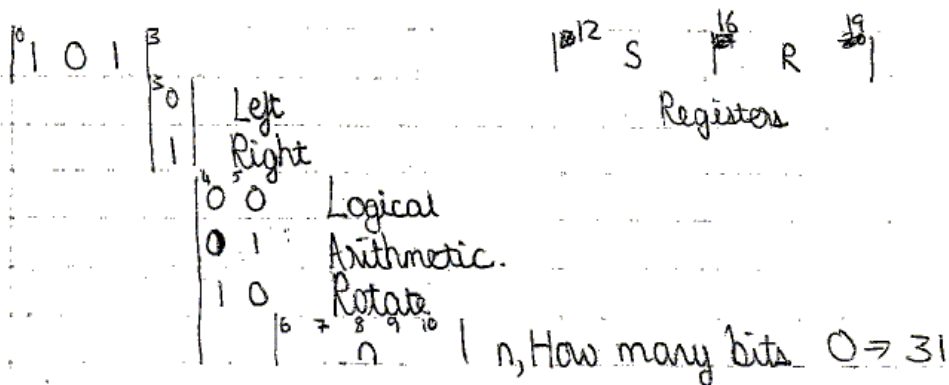 0 1 0 1 3 12 S 16 R 19
3 0 Left Registers
1 Right
4 5
0 0 Logical
0 1 Arithmetic.
1 0 Rotate
6 7 8 9 10
n n, How many bits 0 ⇒ 31